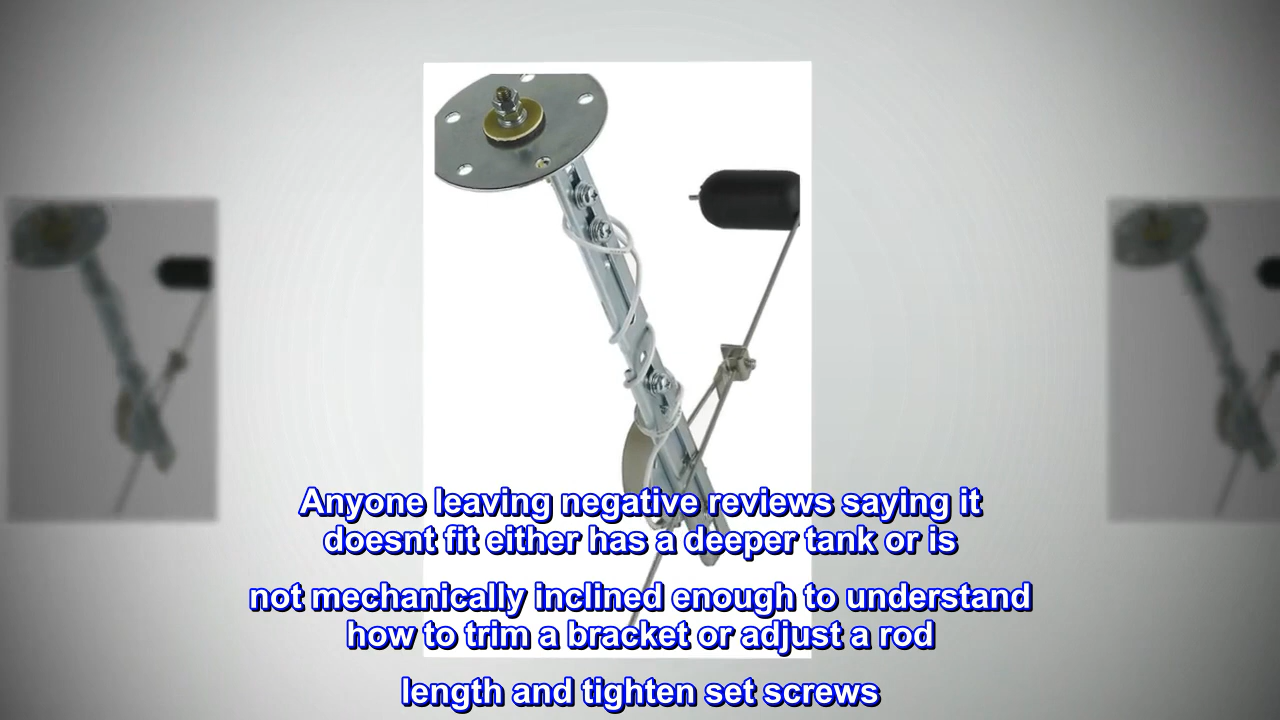 Anyone leaving negative reviews saying it
doesnt fit either has a deeper tank or is
not mechanically inclined enough to understand
how to trim a bracket or adjust a rod
length and tighten set screws